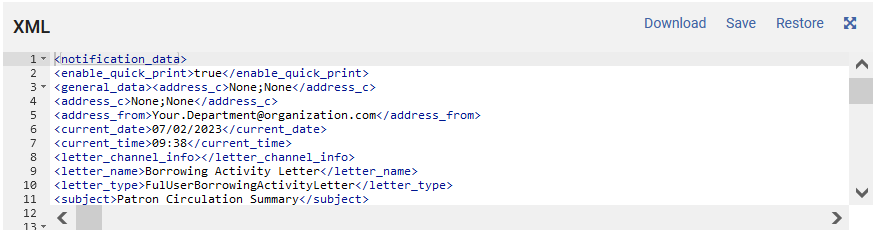 XML
Download Save Restore
1 <notification_data>
2 <enable_quick_print>true</enable_quick_print>
3 <general_data><address_c>None;None</address_c>
4 <address_c>None;None</address_c>
5 <address_from>Your.Department@organization.com</address_from>
6 <current_date>07/02/2023</current_date>
7 <current_time>09:38</current_time>
8 <letter_channel_info></letter_channel_info>
9 <letter_name>Borrowing Activity Letter</letter_name>
10 <letter_type>FulUserBorrowingActivityLetter</letter_type>
11 <subject>Patron Circulation Summary</subject>
12
13